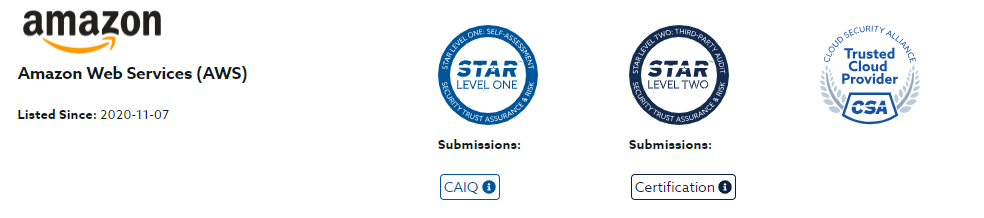 amazon
Amazon Web Services (AWS)
Listed Since: 2020-11-07
STAR LEVEL ONE: SELF-ASSESSMENT
STAR
LEVEL ONE
SECURITY TRUST ASSURANCE & RISK
Submissions:
CAIQ
STAR LEVEL TWO: THIRD-PARTY AUDIT
STAR
LEVEL TWO
SECURITY TRUST ASSURANCE & RISK
Submissions:
Certification
CLOUD SECURITY ALLIANCE
Trusted
Cloud
Provider
CSA